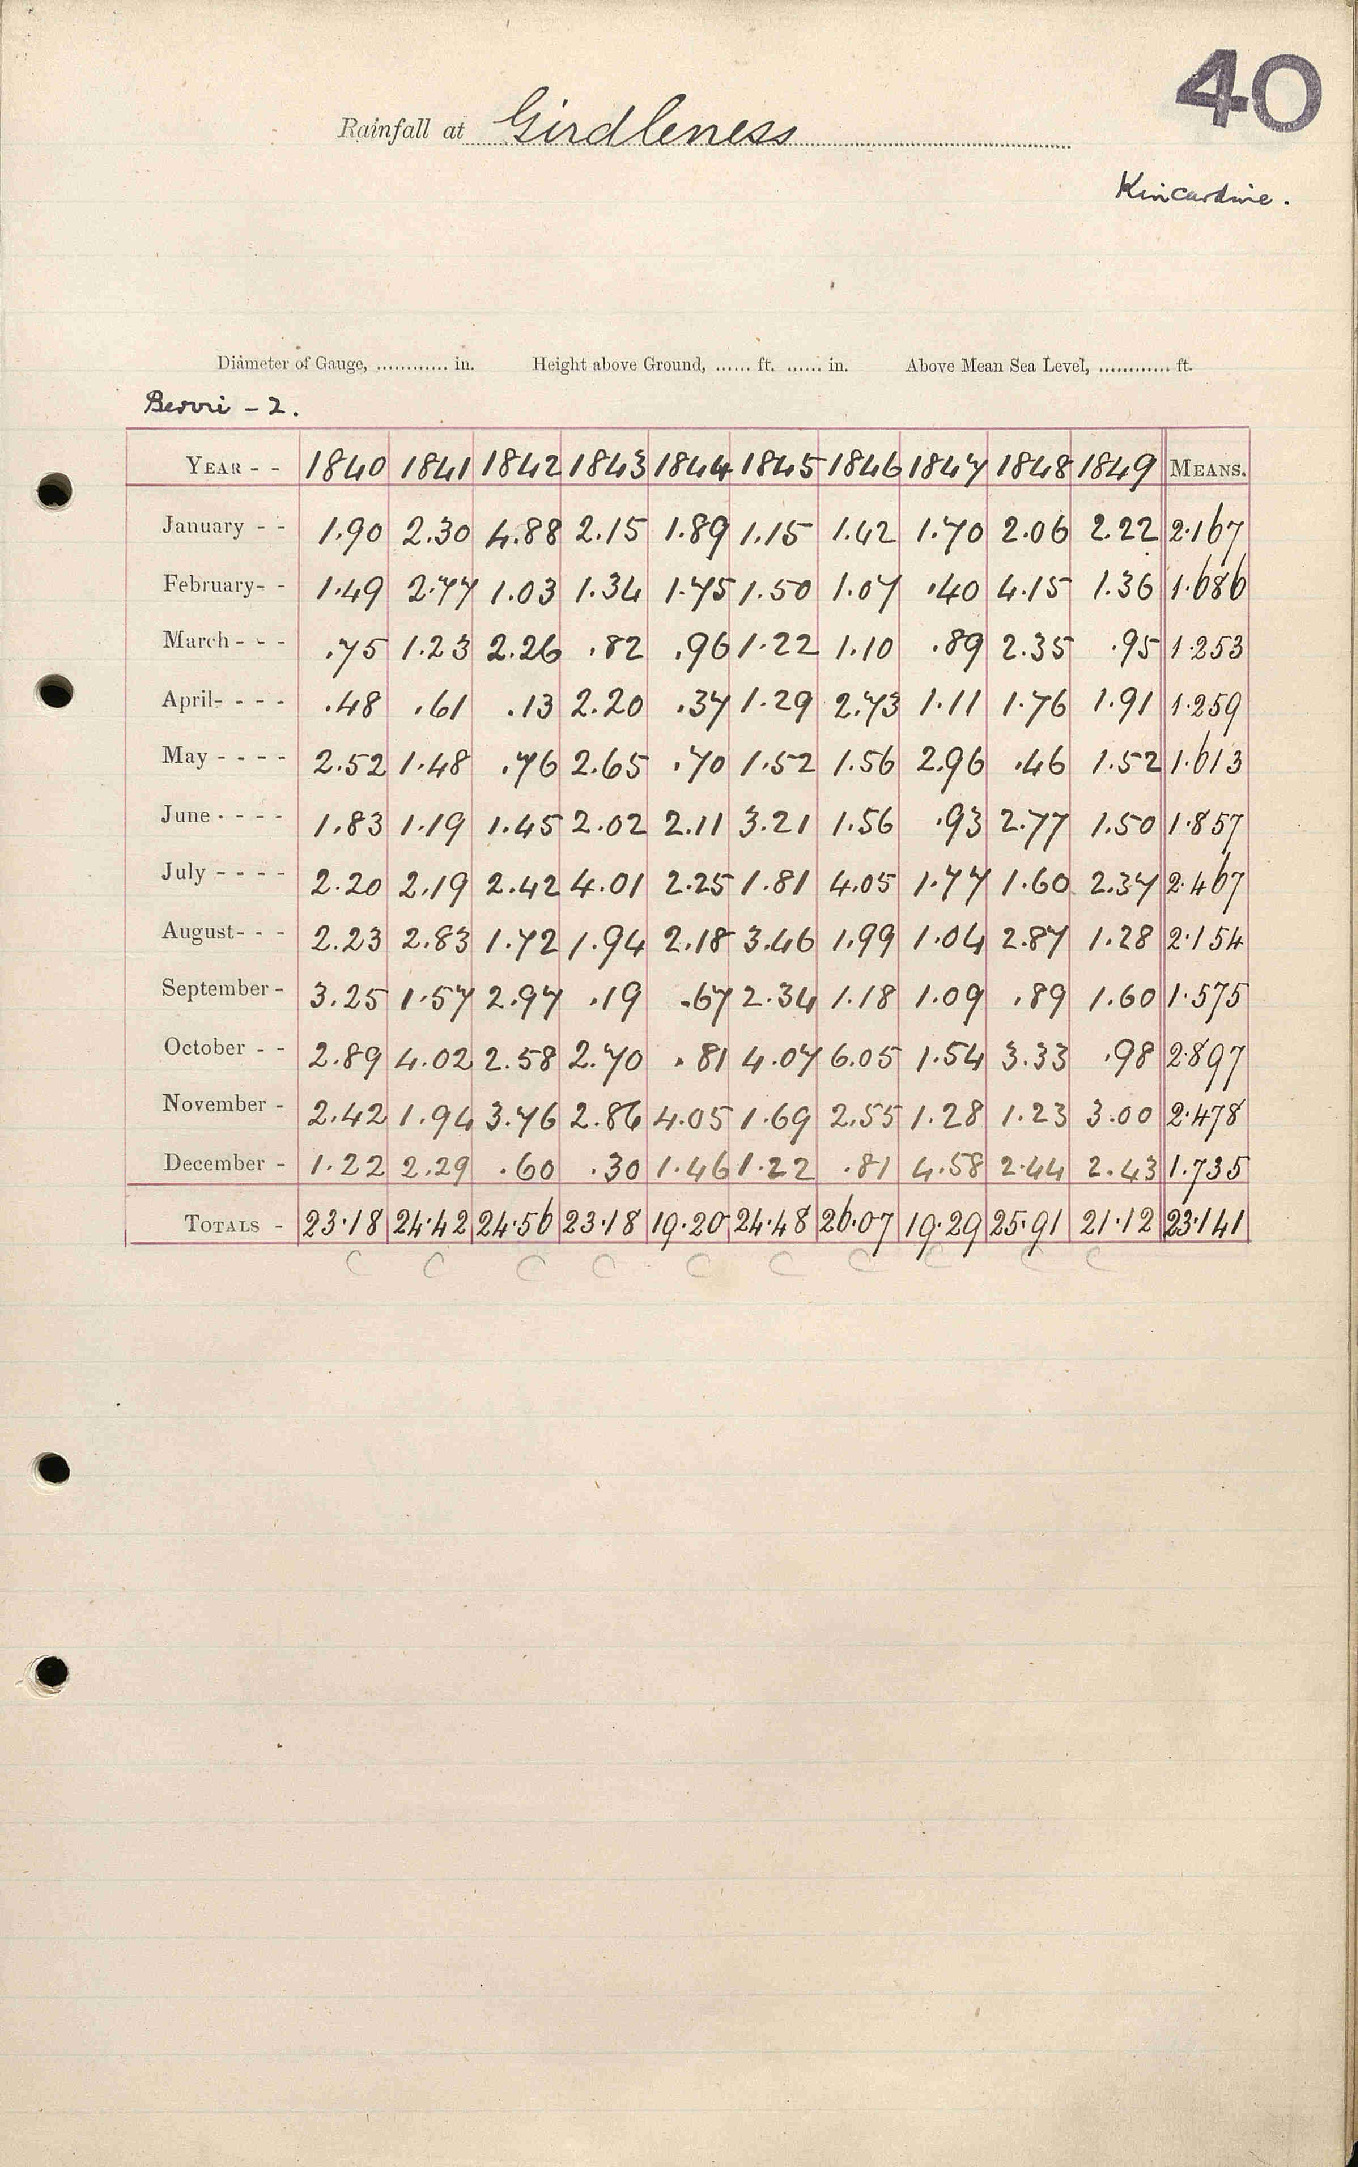 40
Rainfall at Girdleness
Kincardine.
Diameter of Gauge, ............ in. Height above Ground, ...... ft. ...... in. Above Mean Sea Level, ............ ft.
Bervie - 2.
YEAR - - 1840 1841 1842 1843 1844 1845 1846 1847 1848 1849 MEANS.
January - - 1.90 2.30 4.88 2.15 1.89 1.15 1.42 1.70 2.06 2.22 2.167
February - - 1.49 2.77 1.03 1.34 1.75 1.50 1.07 .40 4.15 1.36 1.686
March - - - .75 1.23 2.26 .82 .96 1.22 1.10 .89 2.35 .95 1.253
April - - - - .48 .61 .13 2.20 .37 1.29 2.73 1.11 1.76 1.91 1.259
May - - - - 2.52 1.48 .76 2.65 .70 1.52 1.56 2.96 .46 1.52 1.613
June - - - - 1.83 1.19 1.45 2.02 2.11 3.21 1.56 .93 2.77 1.50 1.857
July - - - - 2.20 2.19 2.42 4.01 2.25 1.81 4.05 1.77 1.60 2.37 2.467
August - - - 2.23 2.83 1.72 1.94 2.18 3.46 1.99 1.04 2.87 1.28 2.154
September - 3.25 1.57 2.97 .19 .67 2.34 1.18 1.09 .89 1.60 1.575
October - - 2.89 4.02 2.58 2.70 .81 4.07 6.05 1.54 3.33 .98 2.897
November - 2.42 1.94 3.76 2.86 4.05 1.69 2.55 1.28 1.23 3.00 2.478
December - 1.22 2.29 .60 .30 1.46 1.22 .81 4.58 2.44 2.43 1.735
TOTALS - 23.18 24.42 24.56 23.18 19.20 24.48 26.07 19.29 25.91 21.12 23.141
C C C C C C C C C C